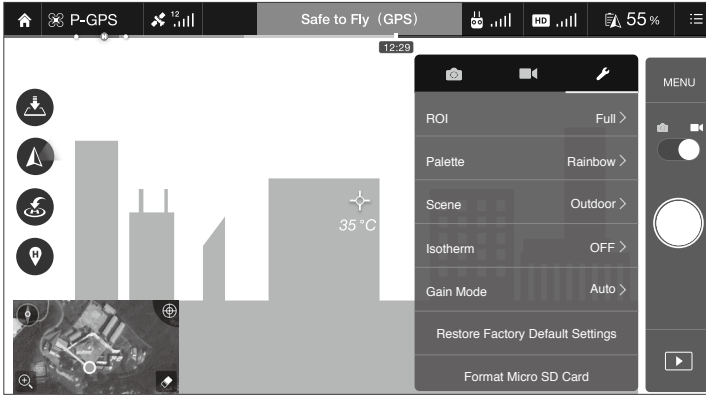 P-GPS
12
Safe to Fly (GPS)
HD
55 %
H
12:29
MENU
ROI
Full
Palette
Rainbow
35 °C
Scene
Outdoor
H
Isotherm
OFF
H
Gain Mode
Auto
Restore Factory Default Settings
Format Micro SD Card